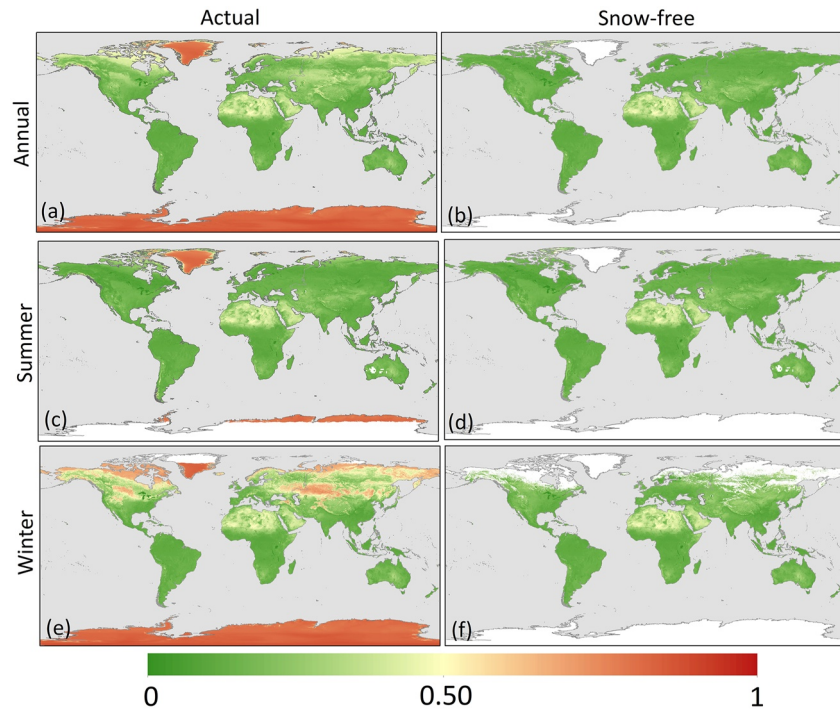 Actual Snow-free
Annual
(a) (b)
Summer
(c) (d)
Winter
(e) (f)
0 0.50 1